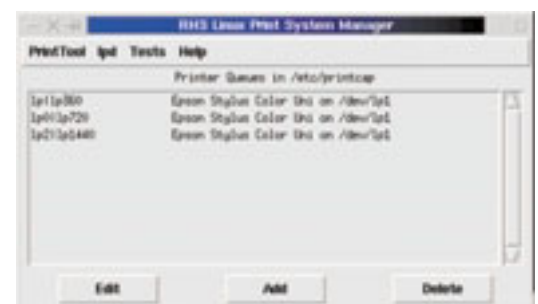 RHS Linux Print System Manager
PrintTool lpd Tests Help
Printer Queues in /etc/printcap
lp|lp360 Epson Stylus Color Uni on /dev/lp1
lp0|lp720 Epson Stylus Color Uni on /dev/lp1
lp2|lp1440 Epson Stylus Color Uni on /dev/lp1
Edit Add Delete